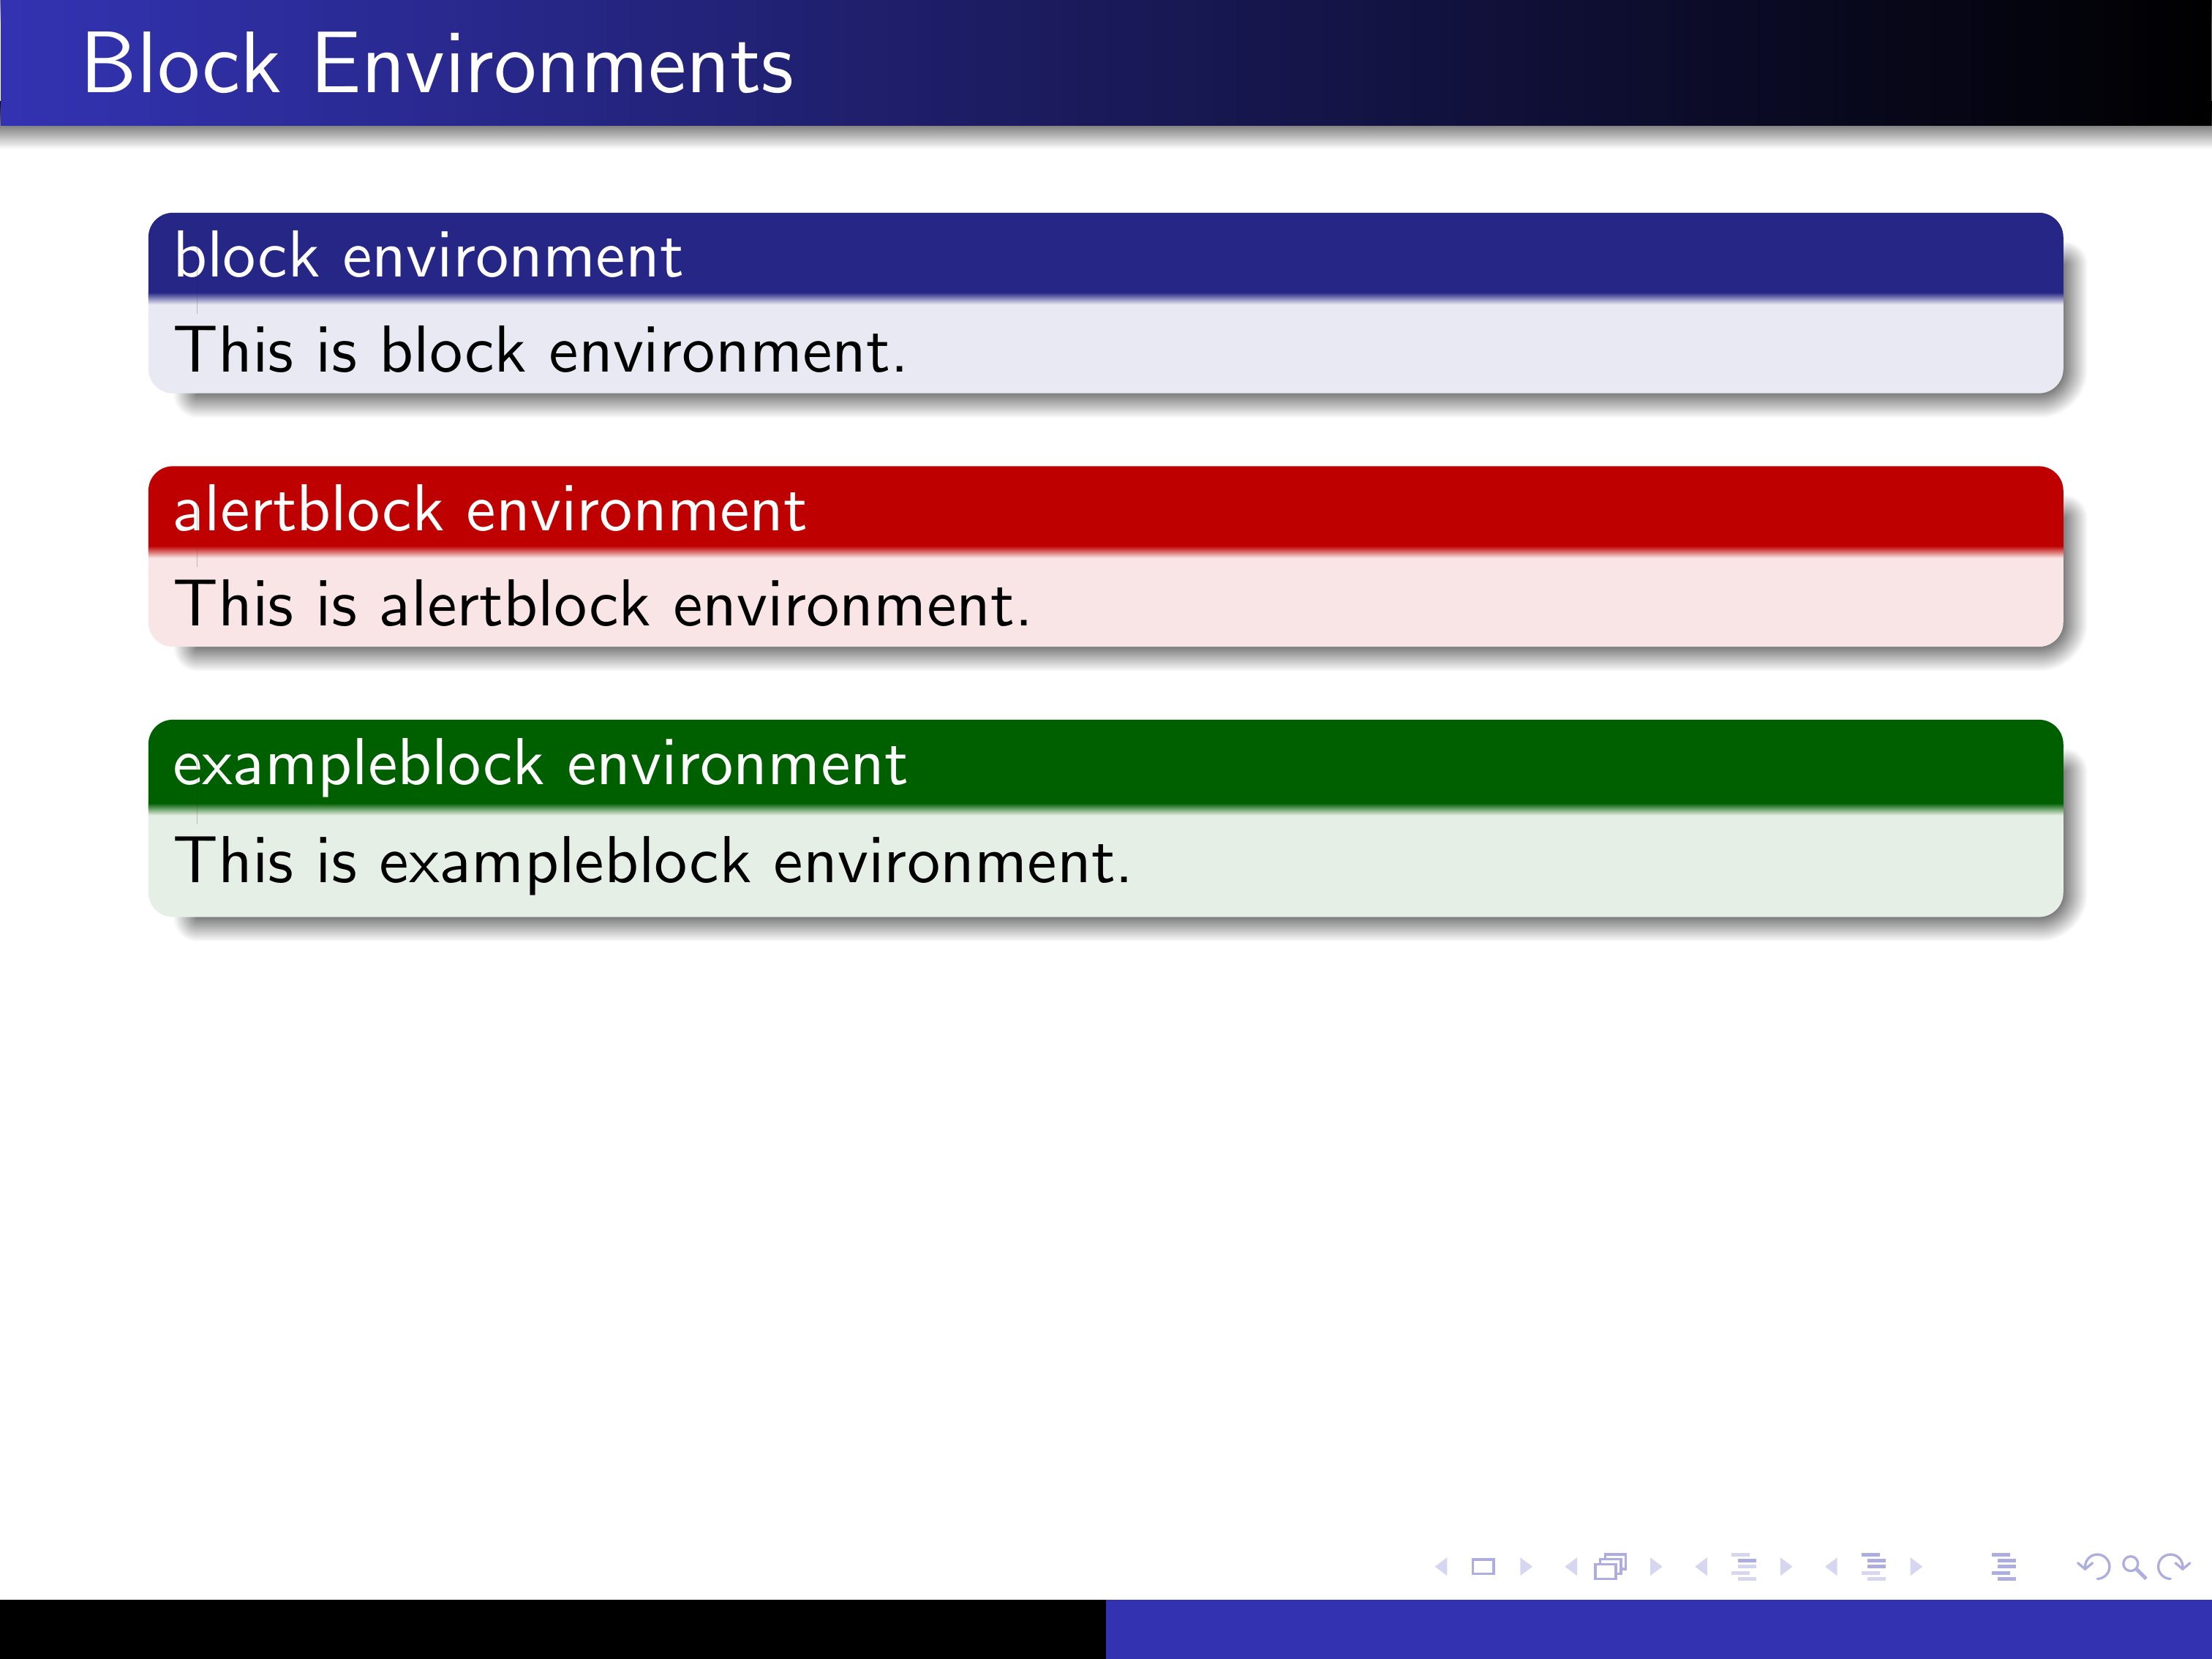 Block Environments
block environment
This is block environment.
alertblock environment
This is alertblock environment.
exampleblock environment
This is exampleblock environment.